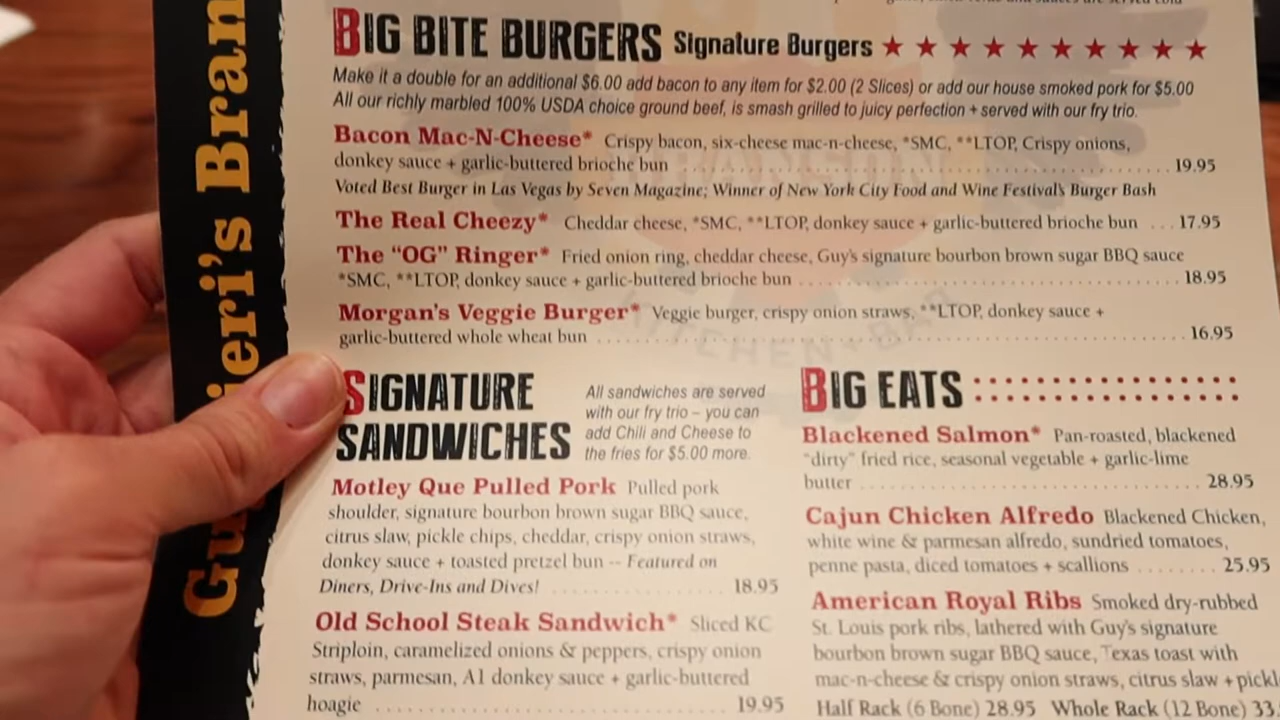 BIG BITE BURGERS Signature Burgers
Make it a double for an additional $6.00 add bacon to any item for $2.00 (2 Slices) or add our house smoked pork for $5.00
All our richly marbled 100% USDA choice ground beef, is smash grilled to juicy perfection + served with our fry trio.
Bacon Mac-N-Cheese* Crispy bacon, six-cheese mac-n-cheese, *SMC, **LTOP, Crispy onions,
donkey sauce + garlic-buttered brioche bun 19.95
Voted Best Burger in Las Vegas by Seven Magazine; Winner of New York City Food and Wine Festival's Burger Bash
The Real Cheezy* Cheddar cheese, *SMC, **LTOP, donkey sauce + garlic-buttered brioche bun ... 17.95
The "OG" Ringer* Fried onion ring, cheddar cheese, Guy's signature bourbon brown sugar BBQ sauce
*SMC, **LTOP, donkey sauce + garlic-buttered brioche bun 18.95
Morgan's Veggie Burger* Veggie burger, crispy onion straws, **LTOP, donkey sauce +
garlic-buttered whole wheat bun 16.95
SIGNATURE
SANDWICHES
All sandwiches are served
with our fry trio – you can
add Chili and Cheese to
the fries for $5.00 more.
Motley Que Pulled Pork Pulled pork
shoulder, signature bourbon brown sugar BBQ sauce,
citrus slaw, pickle chips, cheddar, crispy onion straws,
donkey sauce + toasted pretzel bun -- Featured on
Diners, Drive-Ins and Dives! 18.95
Old School Steak Sandwich* Sliced KC
Striploin, caramelized onions & peppers, crispy onion
straws, parmesan, A1 donkey sauce + garlic-buttered
hoagie 19.95
BIG EATS
Blackened Salmon* Pan-roasted, blackened
"dirty" fried rice, seasonal vegetable + garlic-lime
butter 28.95
Cajun Chicken Alfredo Blackened Chicken,
white wine & parmesan alfredo, sundried tomatoes,
penne pasta, diced tomatoes + scallions 25.95
American Royal Ribs Smoked dry-rubbed
St. Louis pork ribs, lathered with Guy's signature
bourbon brown sugar BBQ sauce, Texas toast with
mac-n-cheese & crispy onion straws, citrus slaw + pickl
Half Rack (6 Bone) 28.95 Whole Rack (12 Bone) 33.
KITCHEN + BAR
Gu ieri's Bran